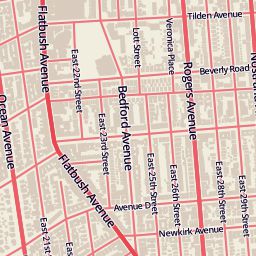 Tilden Avenue
Flatbush Avenue
Lott Street
Veronica Place
Beverly Road
East 22nd Street
Bedford Avenue
Rogers Avenue
Ocean Avenue
East 23rd Street
Flatbush Avenue
East 25th Street
East 26th Street
East 28th Street
East 29th Street
Avenue D
Newkirk Avenue
East 21st